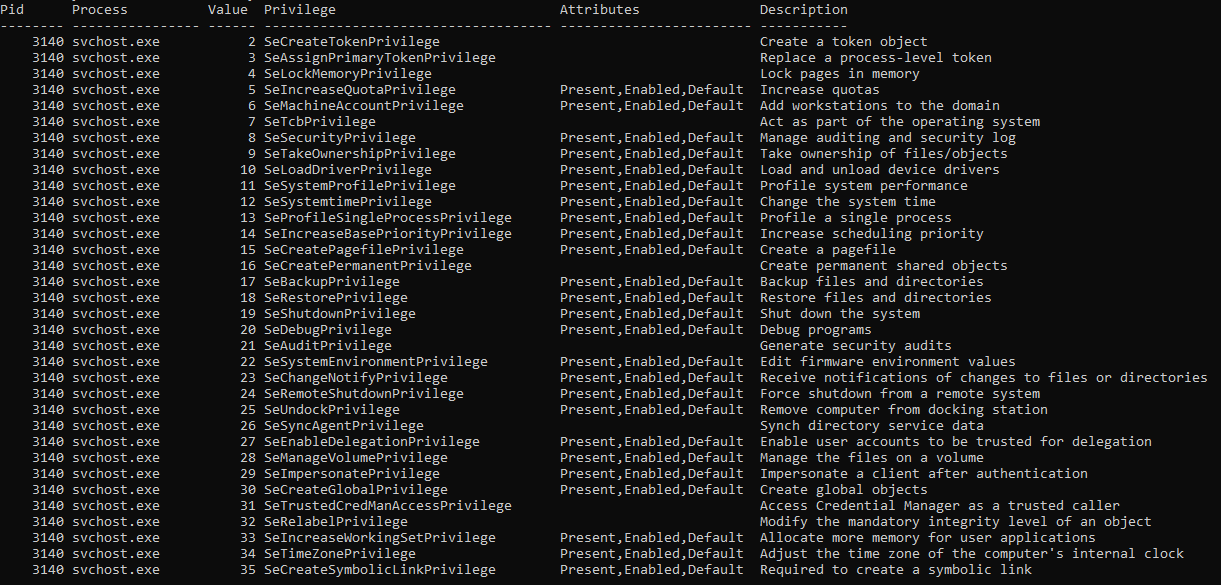 Pid Process Value Privilege Attributes Description
-------- ---------------- ------ ------------------------------------ ------------------------ -----------
3140 svchost.exe 2 SeCreateTokenPrivilege Create a token object
3140 svchost.exe 3 SeAssignPrimaryTokenPrivilege Replace a process-level token
3140 svchost.exe 4 SeLockMemoryPrivilege Lock pages in memory
3140 svchost.exe 5 SeIncreaseQuotaPrivilege Present,Enabled,Default Increase quotas
3140 svchost.exe 6 SeMachineAccountPrivilege Present,Enabled,Default Add workstations to the domain
3140 svchost.exe 7 SeTcbPrivilege Act as part of the operating system
3140 svchost.exe 8 SeSecurityPrivilege Present,Enabled,Default Manage auditing and security log
3140 svchost.exe 9 SeTakeOwnershipPrivilege Present,Enabled,Default Take ownership of files/objects
3140 svchost.exe 10 SeLoadDriverPrivilege Present,Enabled,Default Load and unload device drivers
3140 svchost.exe 11 SeSystemProfilePrivilege Present,Enabled,Default Profile system performance
3140 svchost.exe 12 SeSystemtimePrivilege Present,Enabled,Default Change the system time
3140 svchost.exe 13 SeProfileSingleProcessPrivilege Present,Enabled,Default Profile a single process
3140 svchost.exe 14 SeIncreaseBasePriorityPrivilege Present,Enabled,Default Increase scheduling priority
3140 svchost.exe 15 SeCreatePagefilePrivilege Present,Enabled,Default Create a pagefile
3140 svchost.exe 16 SeCreatePermanentPrivilege Create permanent shared objects
3140 svchost.exe 17 SeBackupPrivilege Present,Enabled,Default Backup files and directories
3140 svchost.exe 18 SeRestorePrivilege Present,Enabled,Default Restore files and directories
3140 svchost.exe 19 SeShutdownPrivilege Present,Enabled,Default Shut down the system
3140 svchost.exe 20 SeDebugPrivilege Present,Enabled,Default Debug programs
3140 svchost.exe 21 SeAuditPrivilege Generate security audits
3140 svchost.exe 22 SeSystemEnvironmentPrivilege Present,Enabled,Default Edit firmware environment values
3140 svchost.exe 23 SeChangeNotifyPrivilege Present,Enabled,Default Receive notifications of changes to files or directories
3140 svchost.exe 24 SeRemoteShutdownPrivilege Present,Enabled,Default Force shutdown from a remote system
3140 svchost.exe 25 SeUndockPrivilege Present,Enabled,Default Remove computer from docking station
3140 svchost.exe 26 SeSyncAgentPrivilege Synch directory service data
3140 svchost.exe 27 SeEnableDelegationPrivilege Present,Enabled,Default Enable user accounts to be trusted for delegation
3140 svchost.exe 28 SeManageVolumePrivilege Present,Enabled,Default Manage the files on a volume
3140 svchost.exe 29 SeImpersonatePrivilege Present,Enabled,Default Impersonate a client after authentication
3140 svchost.exe 30 SeCreateGlobalPrivilege Present,Enabled,Default Create global objects
3140 svchost.exe 31 SeTrustedCredManAccessPrivilege Access Credential Manager as a trusted caller
3140 svchost.exe 32 SeRelabelPrivilege Modify the mandatory integrity level of an object
3140 svchost.exe 33 SeIncreaseWorkingSetPrivilege Present,Enabled,Default Allocate more memory for user applications
3140 svchost.exe 34 SeTimeZonePrivilege Present,Enabled,Default Adjust the time zone of the computer's internal clock
3140 svchost.exe 35 SeCreateSymbolicLinkPrivilege Present,Enabled,Default Required to create a symbolic link